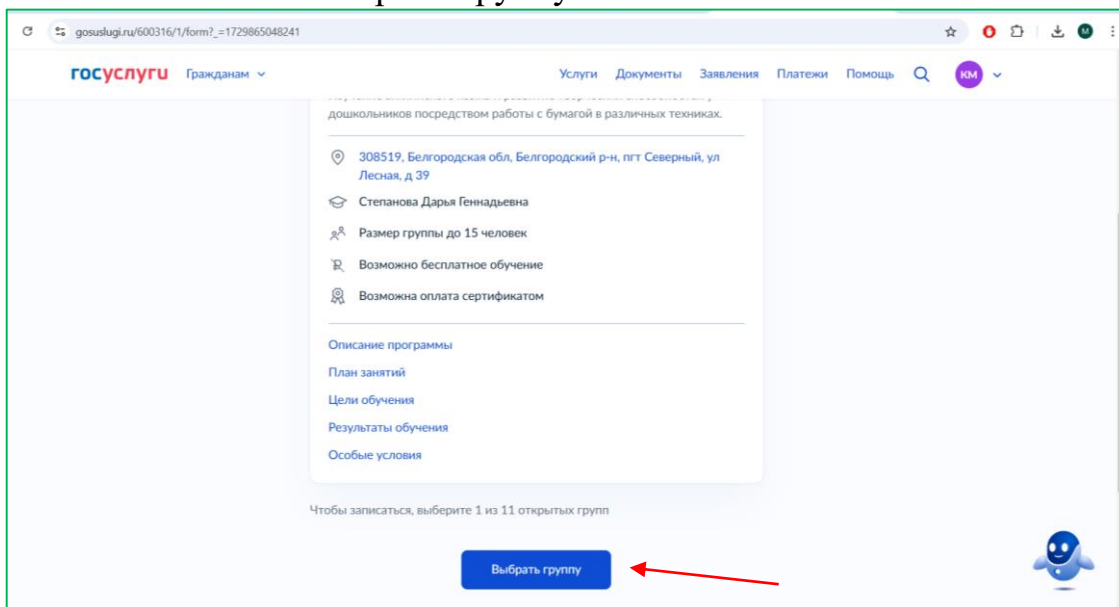 gosuslugi.ru/600316/1/form?_=1729865048241
госуслуги Гражданам Услуги Документы Заявления Платежи Помощь КМ
дошкольников посредством работы с бумагой в различных техниках.
308519, Белгородская обл, Белгородский р-н, пгт Северный, ул
Лесная, д 39
Степанова Дарья Геннадьевна
Размер группы до 15 человек
Возможно бесплатное обучение
Возможна оплата сертификатом
Описание программы
План занятий
Цели обучения
Результаты обучения
Особые условия
Чтобы записаться, выберите 1 из 11 открытых групп
Выбрать группу